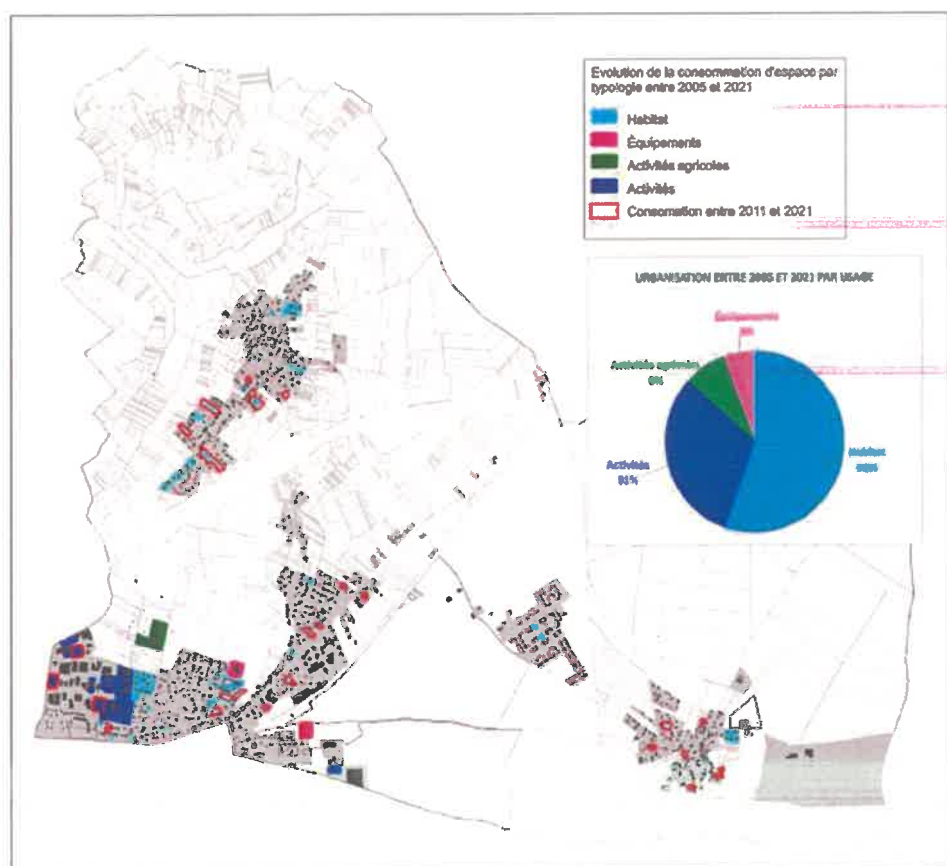 Evolution de la consommation d'espace par
typologie entre 2005 et 2021
Habitat
Équipements
Activités agricoles
Activités
Consomation entre 2011 et 2021
URBANISATION ENTRE 2005 ET 2021 PAR USAGE
Équipements
Activités agricoles
Activités
31%
Habitat